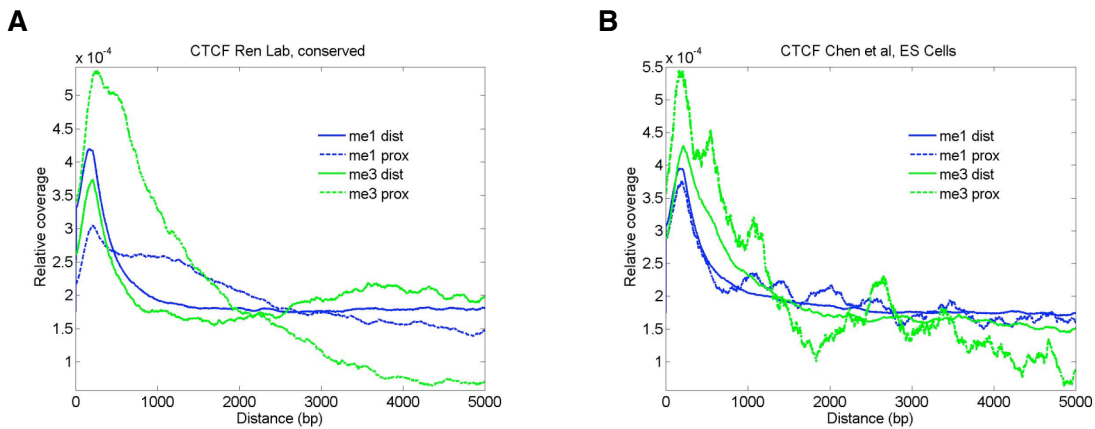 A
CTCF Ren Lab, conserved
x 10-4
5
4.5
4
3.5
3
2.5
2
1.5
1
Relative coverage
me1 dist
me1 prox
me3 dist
me3 prox
0
1000
2000
3000
4000
5000
Distance (bp)
B
CTCF Chen et al, ES Cells
x 10-4
5.5
5
4.5
4
3.5
3
2.5
2
1.5
1
Relative coverage
me1 dist
me1 prox
me3 dist
me3 prox
0
1000
2000
3000
4000
5000
Distance (bp)